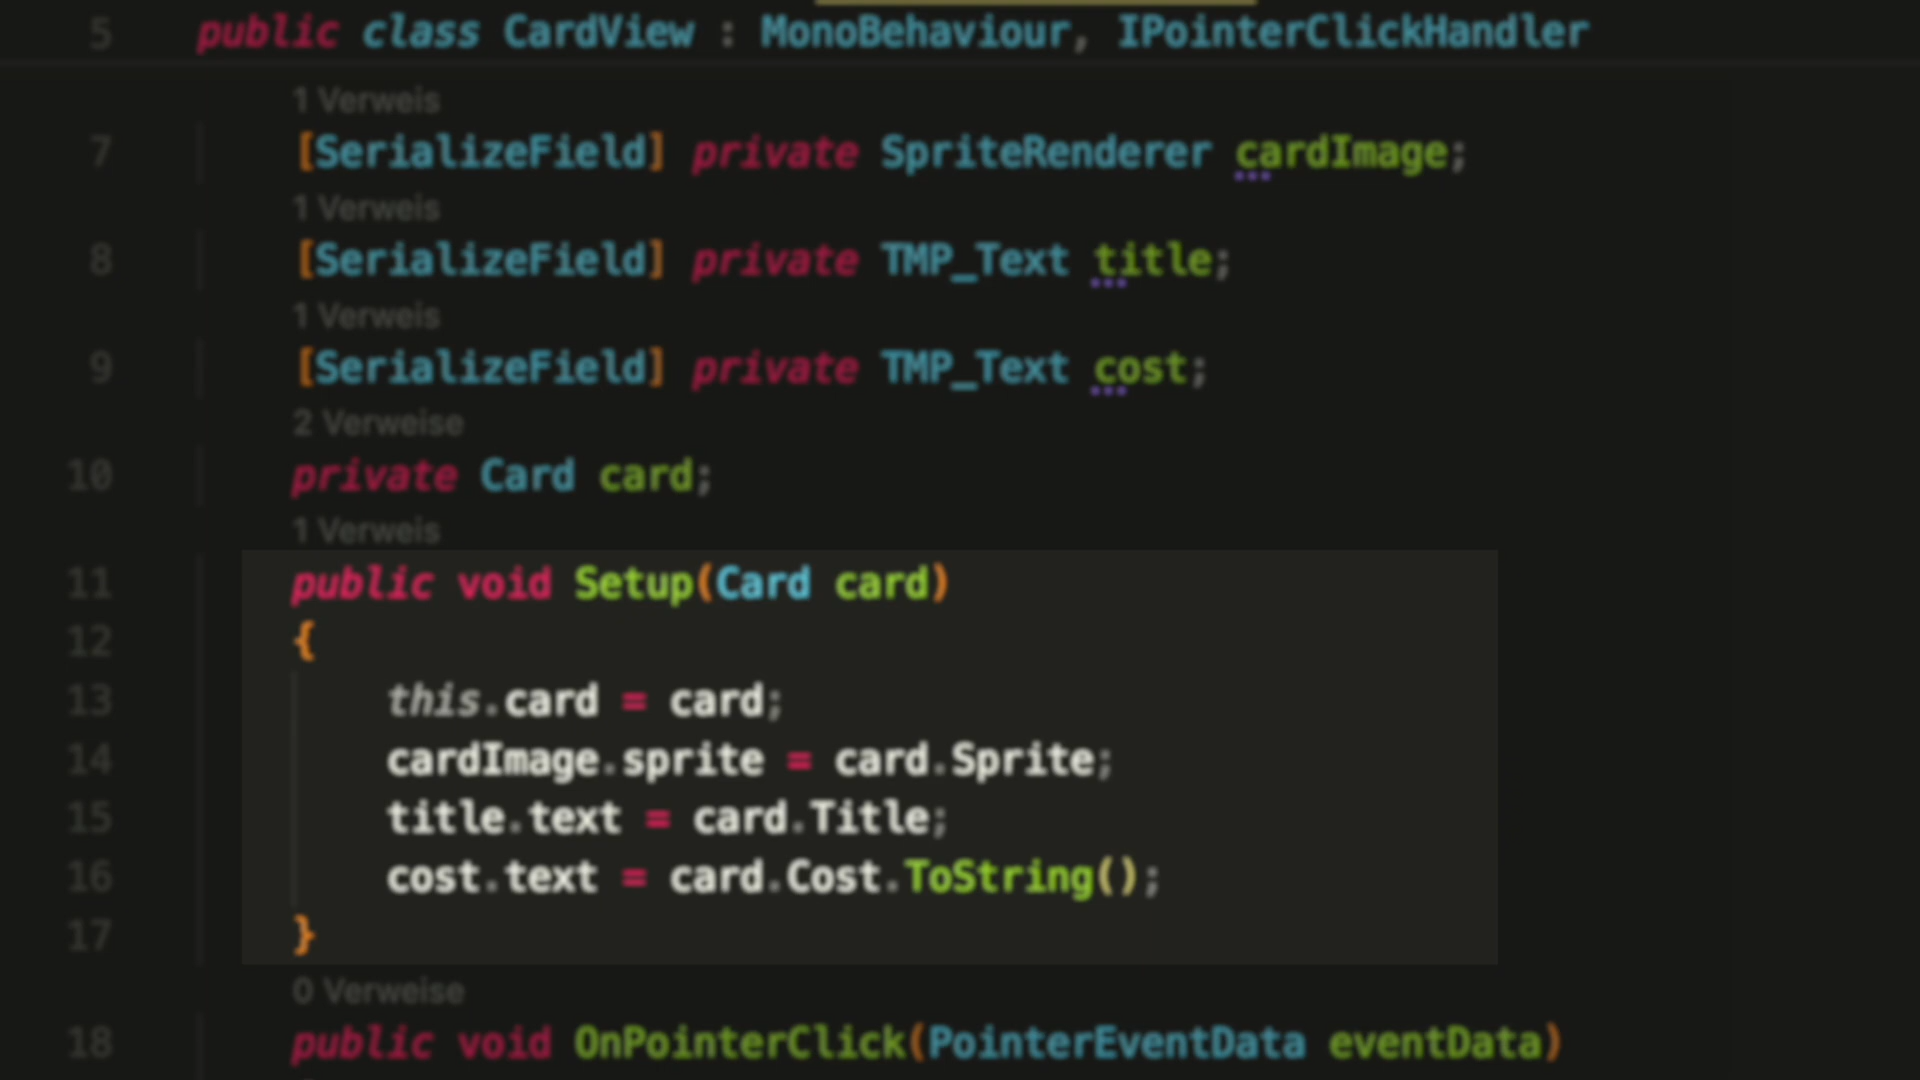 5 public class CardView : MonoBehaviour, IPointerClickHandler
1 Verweis
7 [SerializeField] private SpriteRenderer cardImage;
1 Verweis
8 [SerializeField] private TMP_Text title;
1 Verweis
9 [SerializeField] private TMP_Text cost;
2 Verweise
10 private Card card;
1 Verweis
11 public void Setup(Card card)
12 {
13 this.card = card;
14 cardImage.sprite = card.Sprite;
15 title.text = card.Title;
16 cost.text = card.Cost.ToString();
17 }
0 Verweise
18 public void OnPointerClick(PointerEventData eventData)